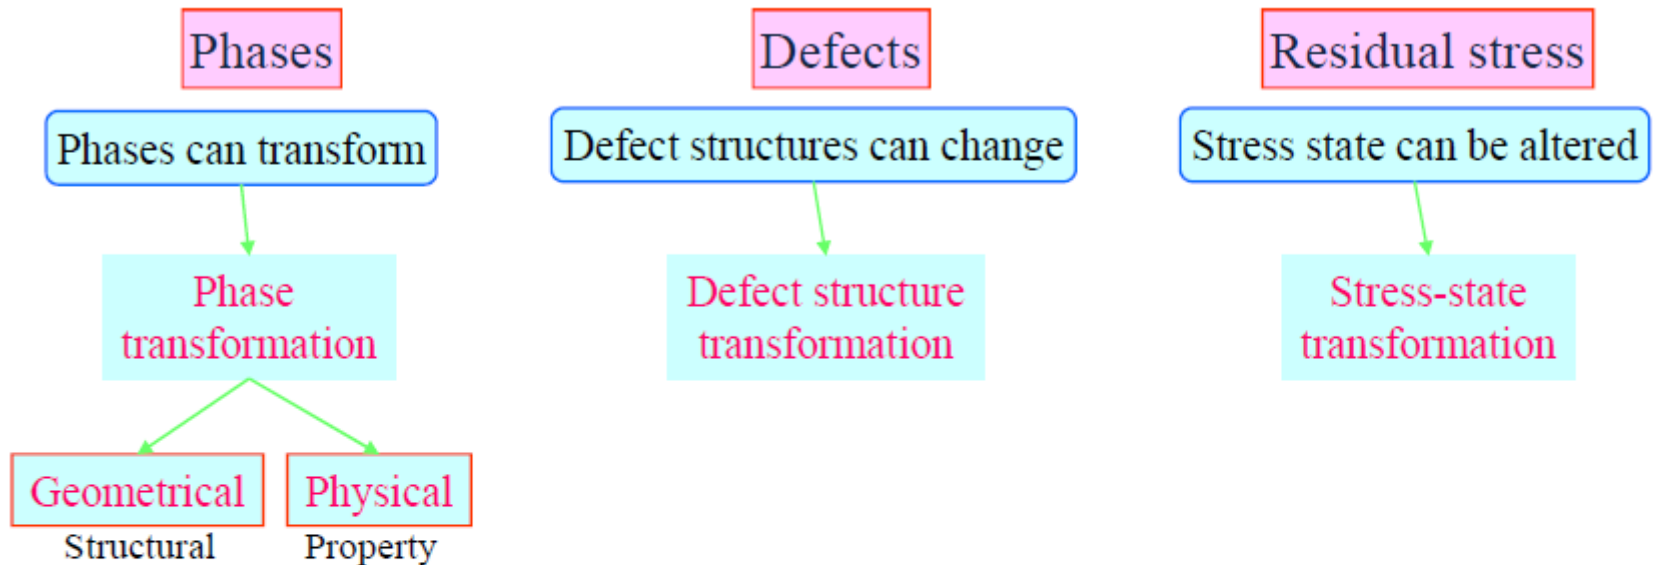 Phases
Defects
Residual stress
Phases can transform
Defect structures can change
Stress state can be altered
Phase
transformation
Defect structure
transformation
Stress-state
transformation
Geometrical
Physical
Structural
Property